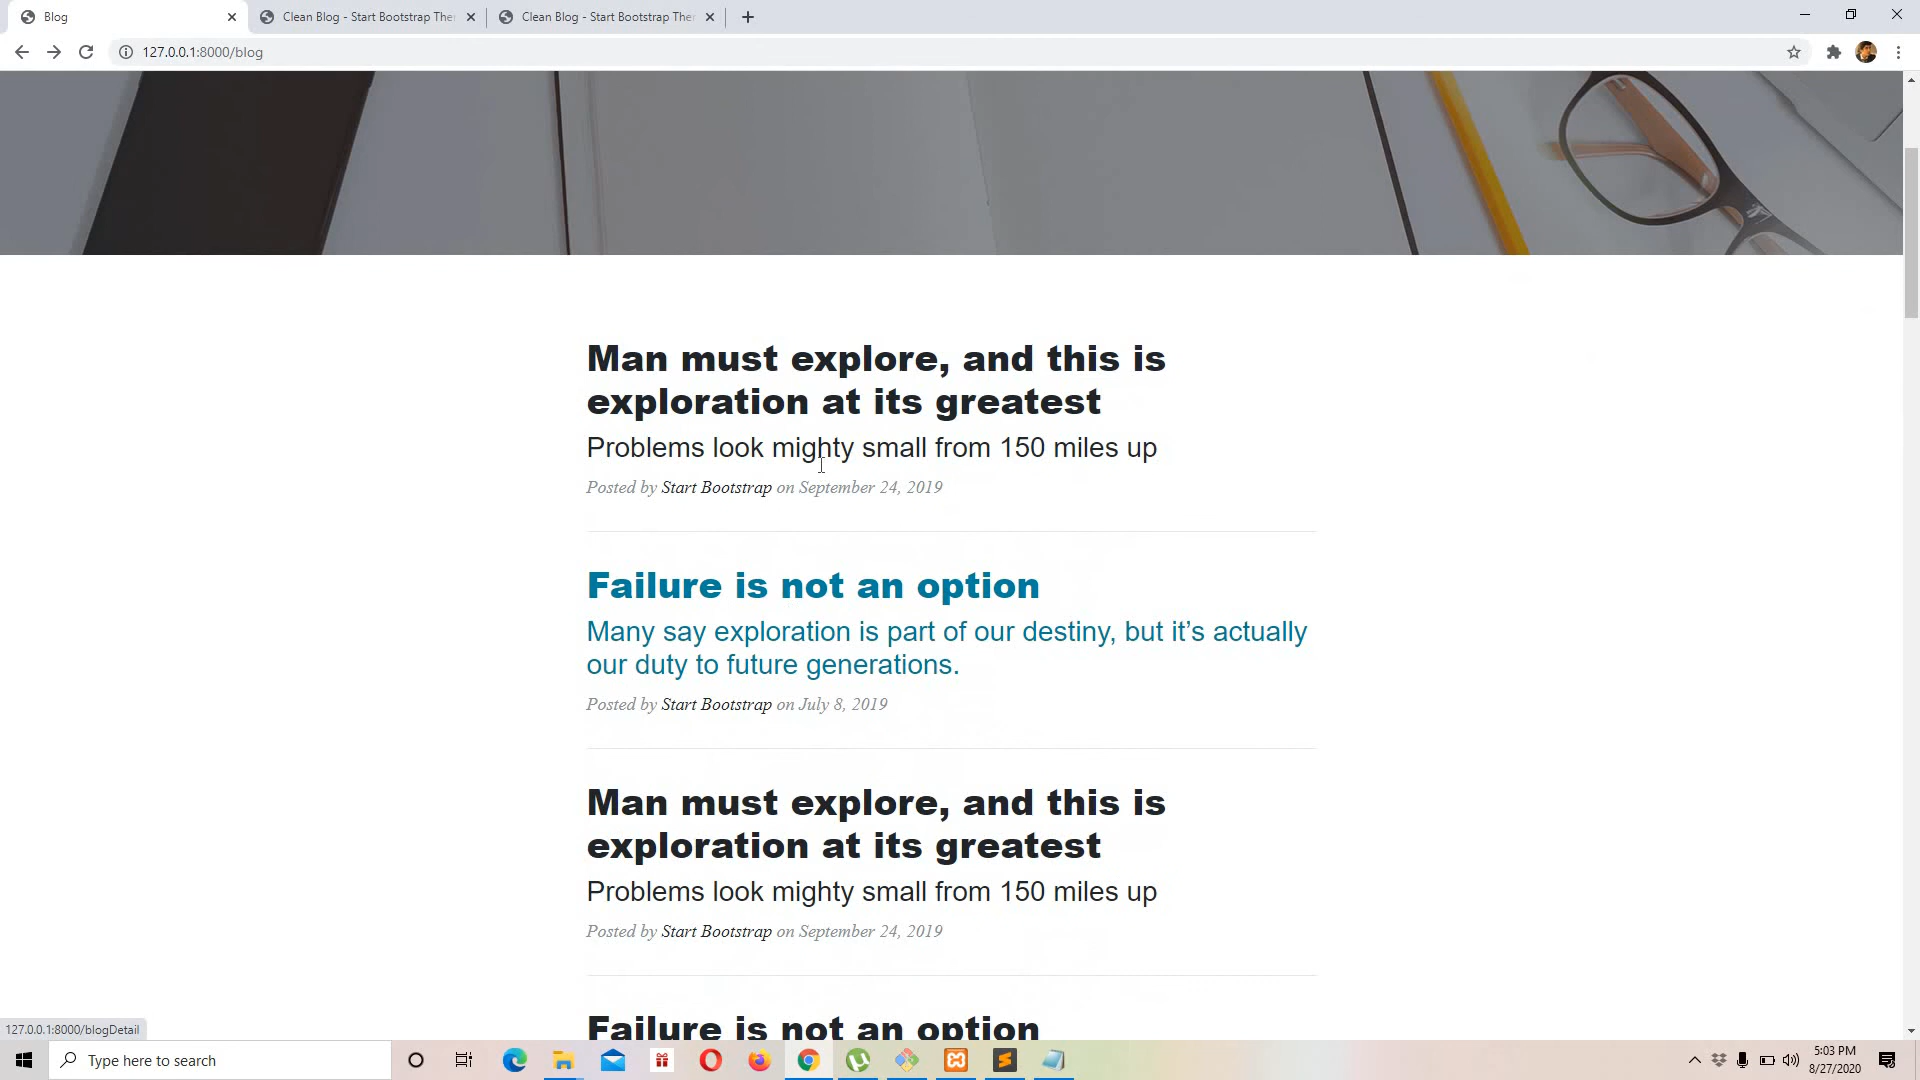 Blog
Clean Blog - Start Bootstrap The
Clean Blog - Start Bootstrap The
127.0.0.1:8000/blog
Man must explore, and this is
exploration at its greatest
Problems look mighty small from 150 miles up
Posted by Start Bootstrap on September 24, 2019
Failure is not an option
Many say exploration is part of our destiny, but it’s actually
our duty to future generations.
Posted by Start Bootstrap on July 8, 2019
Man must explore, and this is
exploration at its greatest
Problems look mighty small from 150 miles up
Posted by Start Bootstrap on September 24, 2019
Failure is not an option
127.0.0.1:8000/blogDetail
Type here to search
5:03 PM
8/27/2020